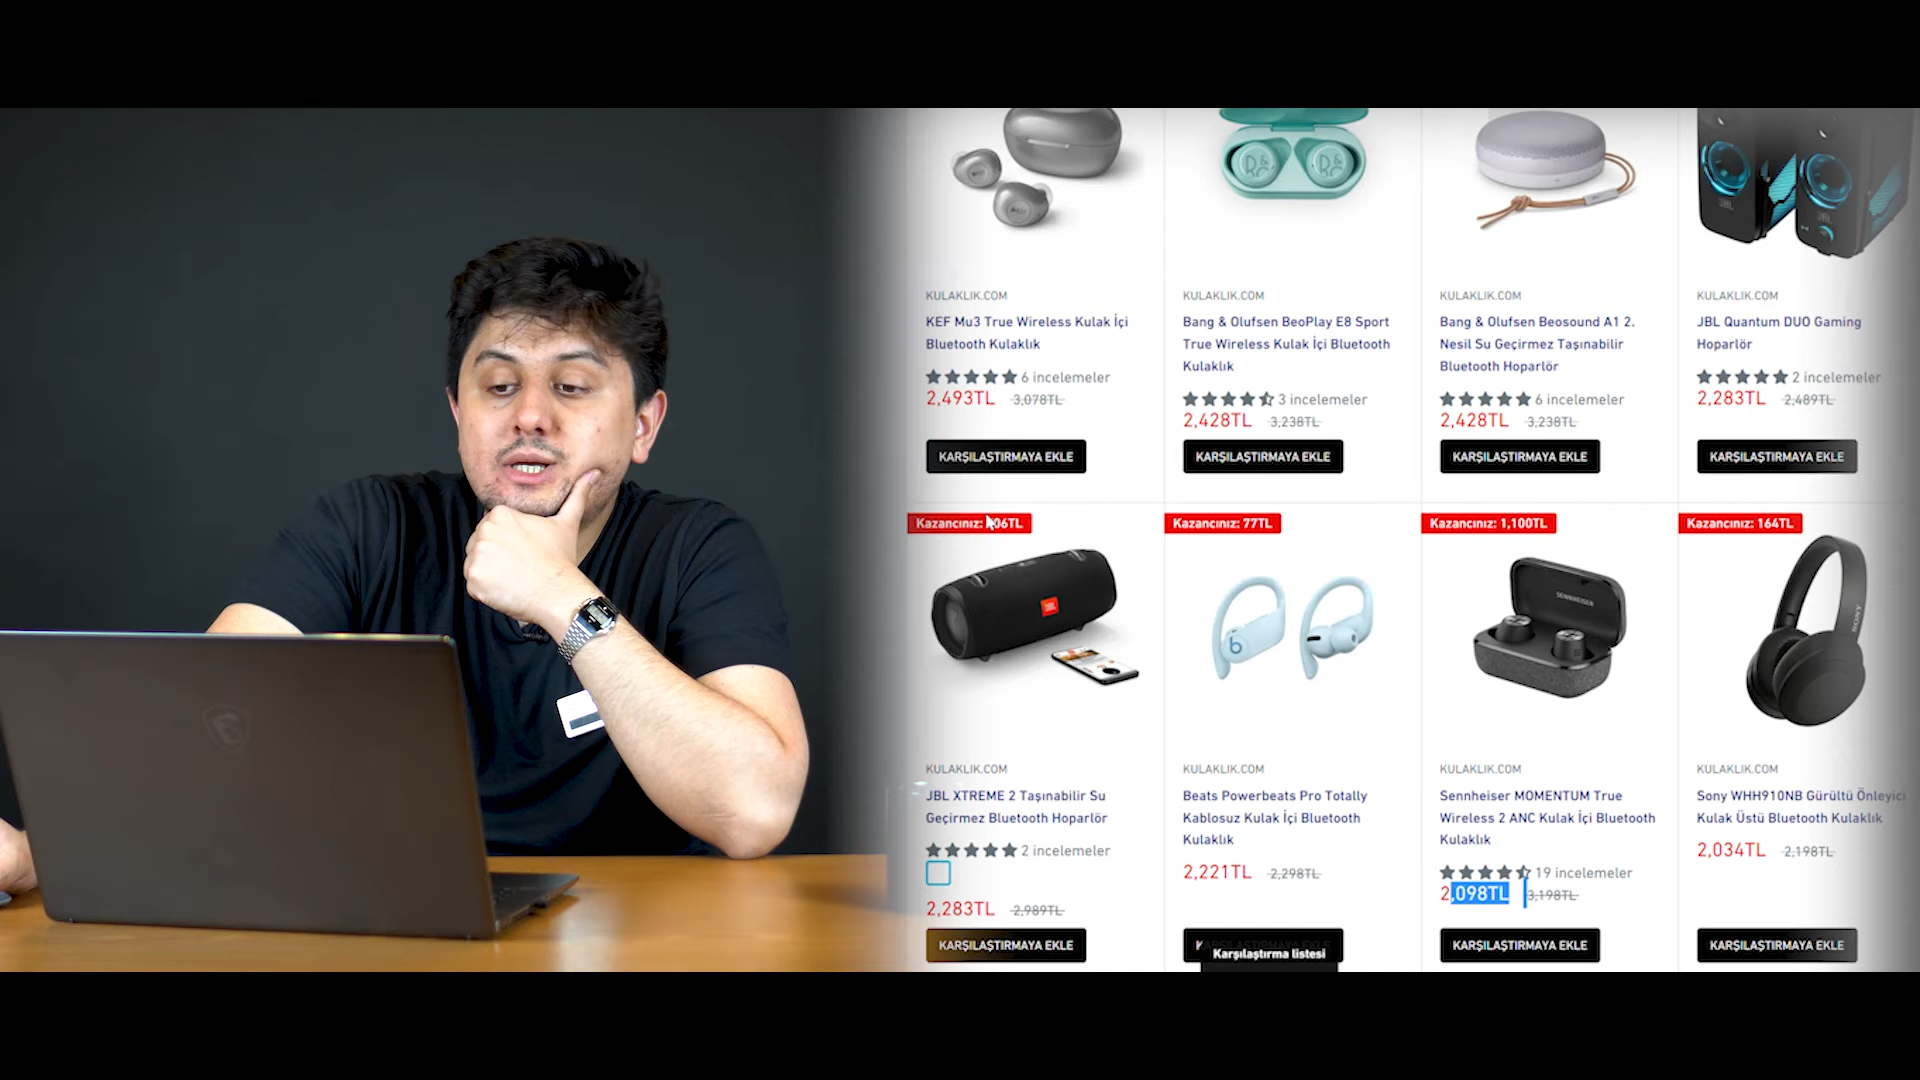 KULAKLIK.COM
KEF Mu3 True Wireless Kulak İçi
Bluetooth Kulaklık
6 incelemeler
2,493TL 3,078TL
KARŞILAŞTIRMAYA EKLE
KULAKLIK.COM
Bang & Olufsen BeoPlay E8 Sport
True Wireless Kulak İçi Bluetooth
Kulaklık
3 incelemeler
2,428TL 3,238TL
KARŞILAŞTIRMAYA EKLE
KULAKLIK.COM
Bang & Olufsen Beosound A1 2.
Nesil Su Geçirmez Taşınabilir
Bluetooth Hoparlör
6 incelemeler
2,428TL 3,238TL
KARŞILAŞTIRMAYA EKLE
JBL
KULAKLIK.COM
JBL Quantum DUO Gaming
Hoparlör
2 incelemeler
2,283TL 2,489TL
KARŞILAŞTIRMAYA EKLE
Kazancınız:
JBL
KULAKLIK.COM
JBL XTREME 2 Taşınabilir Su
Geçirmez Bluetooth Hoparlör
2 incelemeler
2,283TL 2,989TL
KARŞILAŞTIRMAYA EKLE
Kazancınız: 77TL
b
KULAKLIK.COM
Beats Powerbeats Pro Totally
Kablosuz Kulak İçi Bluetooth
Kulaklık
2,221TL 2,298TL
Karşılaştırma listesi
Kazancınız: 1,100TL
SENNHEISER
KULAKLIK.COM
Sennheiser MOMENTUM True
Wireless 2 ANC Kulak İçi Bluetooth
Kulaklık
19 incelemeler
2,098TL 3,198TL
KARŞILAŞTIRMAYA EKLE
Kazancınız: 164TL
SONY
KULAKLIK.COM
Sony WHH910NB Gürültü Önleyici
Kulak Üstü Bluetooth Kulaklık
2,034TL 2,198TL
KARŞILAŞTIRMAYA EKLE